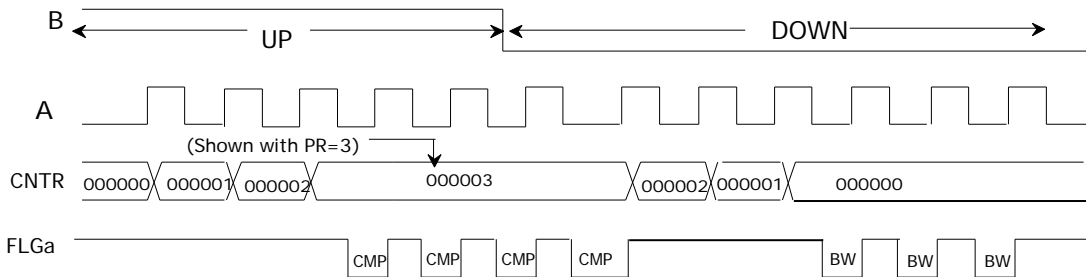 B
UP
DOWN
A
(Shown with PR=3)
CNTR
000000 000001 000002 000003 000002 000001 000000
FLGa
CMP CMP CMP CMP BW BW BW